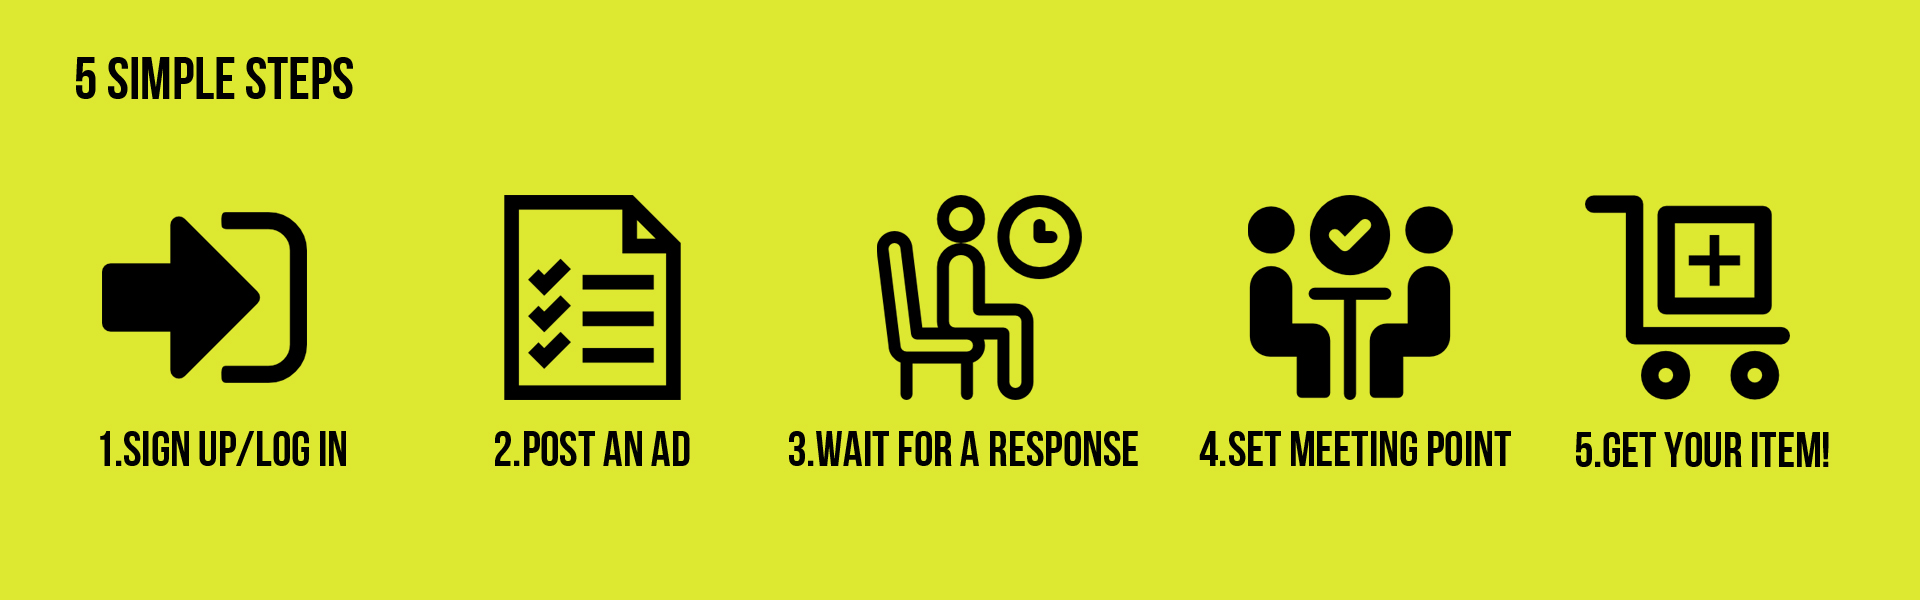 5 SIMPLE STEPS
1.SIGN UP/LOG IN
2.POST AN AD
3.WAIT FOR A RESPONSE
4.SET MEETING POINT
5.GET YOUR ITEM!